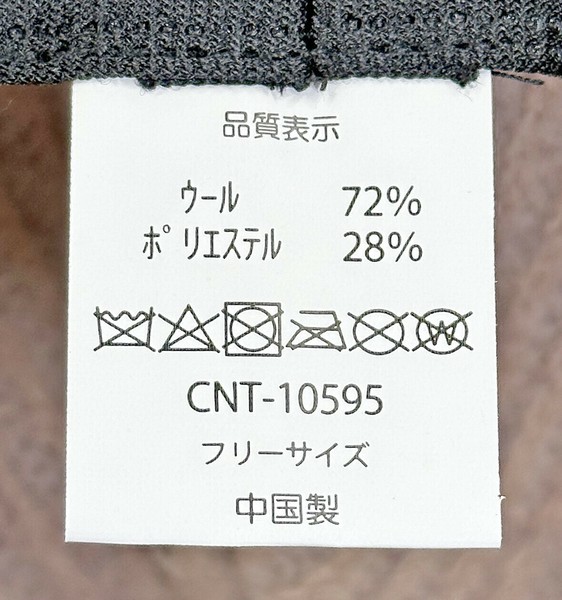 品質表示
ウール 72%
ポリエステル 28%
W
CNT-10595
フリーサイズ
中国製